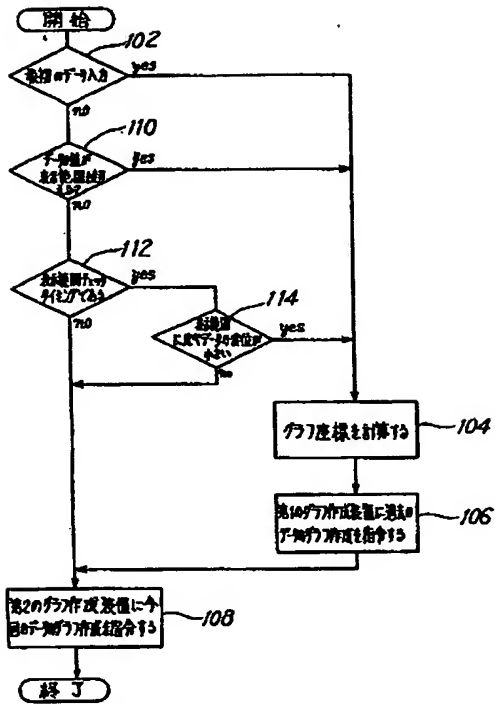 開始
102
最初のデータ入力
yes
no
110
データ値が
表示範囲を
yes
no
112
表示範囲チェック
タイミングである
yes
no
114
表示範囲
に比べデータの変位が
小さい
yes
no
グラフ座標を計算する
104
第1のグラフ作成装置に過去の
データのグラフ作成を指令する
106
第2のグラフ作成装置に今
回のデータのグラフ作成を指令する
108
終了